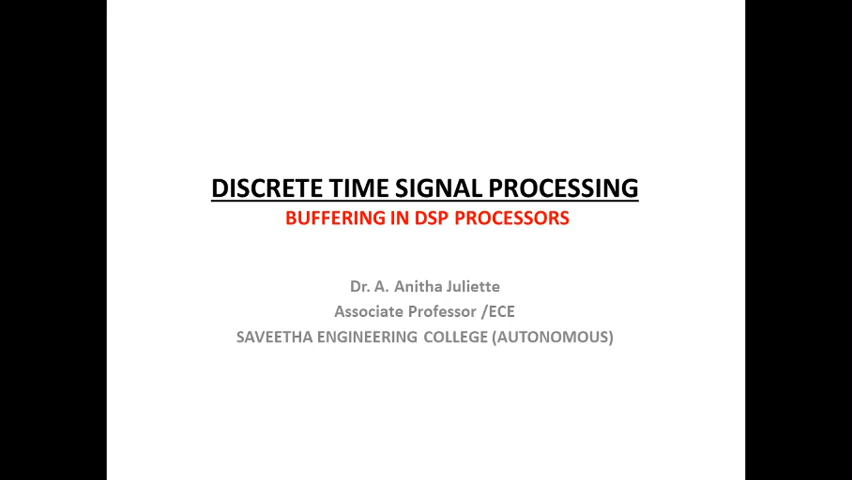 DISCRETE TIME SIGNAL PROCESSING
BUFFERING IN DSP PROCESSORS
Dr. A. Anitha Juliette
Associate Professor /ECE
SAVEETHA ENGINEERING COLLEGE (AUTONOMOUS)